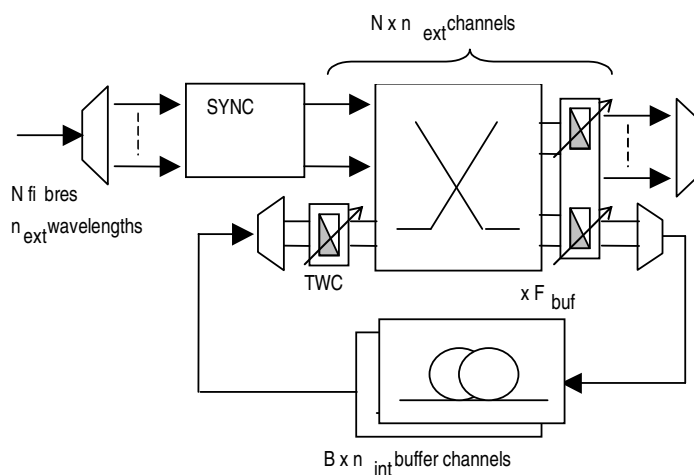 N x n ext channels
SYNC
N fi bres
n ext wavelengths
TWC
x F buf
B x n int buffer channels